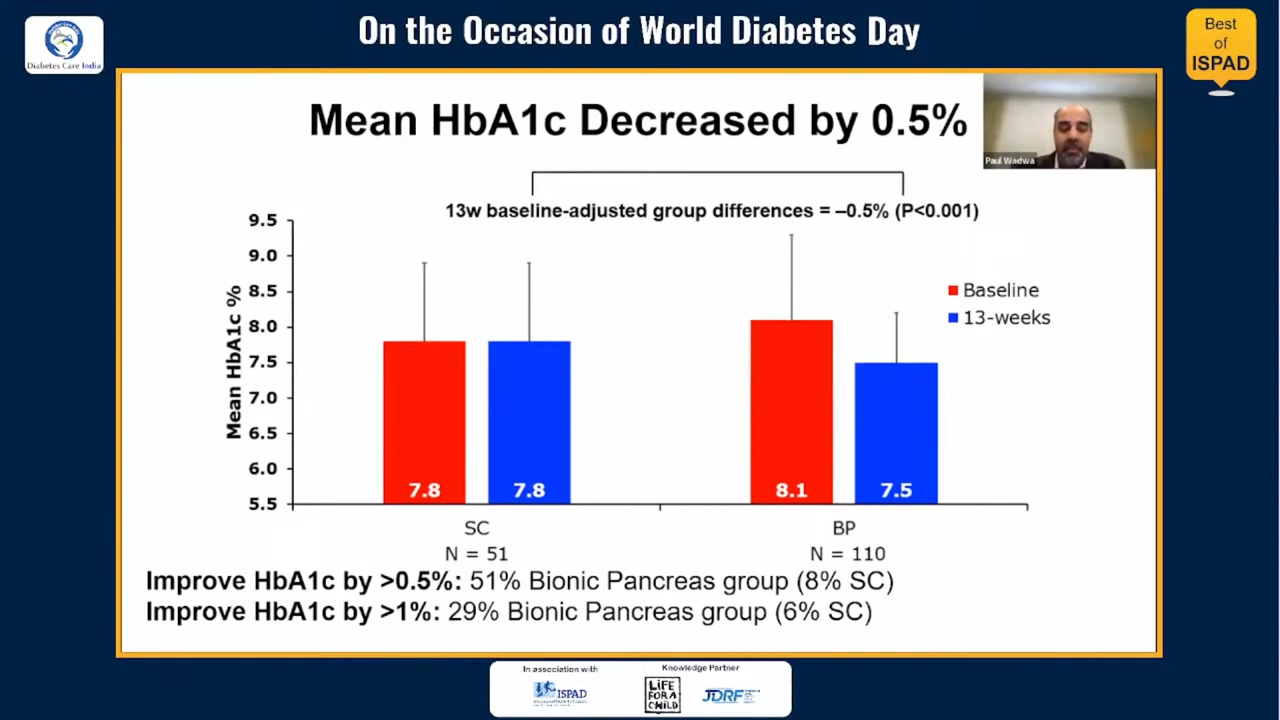 On the Occasion of World Diabetes Day
Diabetes Care India
Best
of
ISPAD
Mean HbA1c Decreased by 0.5%
Paul Wadwa
13w baseline-adjusted group differences = –0.5% (P<0.001)
Mean HbA1c %
9.5
9.0
8.5
8.0
7.5
7.0
6.5
6.0
5.5
Baseline
13-weeks
7.8
7.8
8.1
7.5
SC
BP
N = 51
N = 110
Improve HbA1c by >0.5%: 51% Bionic Pancreas group (8% SC)
Improve HbA1c by >1%: 29% Bionic Pancreas group (6% SC)
In association with
ISPAD
Knowledge Partner
LiFE
FOR A
CHiLD
JDRF